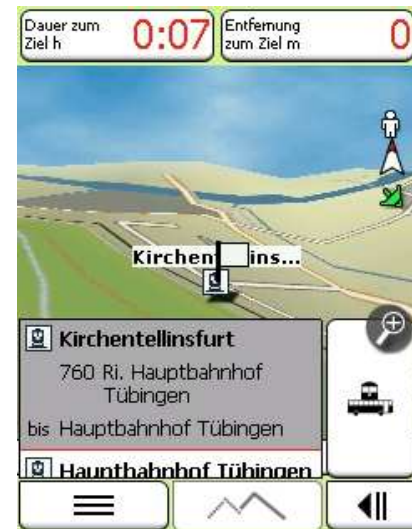 Dauer zum
Ziel h
0:07
Entfernung
zum Ziel m
0
Kirchen ins...
Kirchentellinsfurt
760 Ri. Hauptbahnhof
Tübingen
bis Hauptbahnhof Tübingen
Hauptbahnhof Tübingen